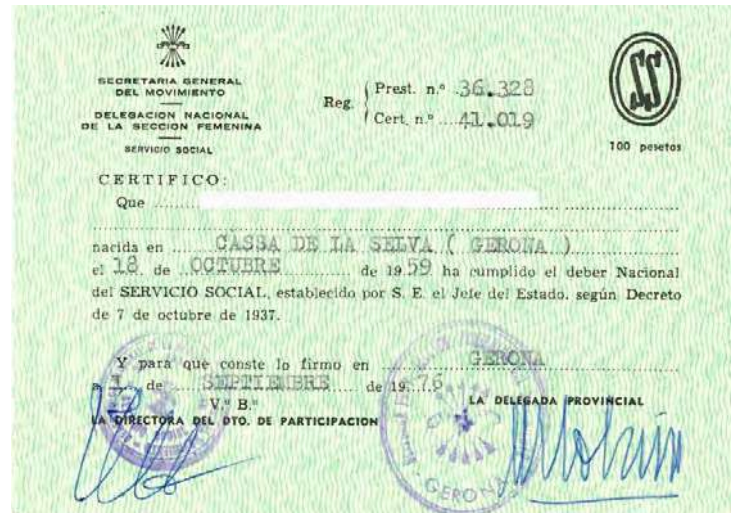 SECRETARIA GENERAL
DEL MOVIMIENTO
DELEGACION NACIONAL
DE LA SECCION FEMENINA
SERVICIO SOCIAL
Reg. Prest. n.º 36.328
Cert. n.º 41.019
SS
100 pesetas
CERTIFICO:
Que
nacida en CASSA DE LA SELVA ( GERONA )
el 18 de OCTUBRE de 1959 ha cumplido el deber Nacional
del SERVICIO SOCIAL, establecido por S. E. el Jefe del Estado, según Decreto
de 7 de octubre de 1937.
Y para que conste lo firmo en GERONA
a de SEPTIEMBRE de 1976
V.º B.º
LA DIRECTORA DEL DTO. DE PARTICIPACION
LA DELEGADA PROVINCIAL
GERONA